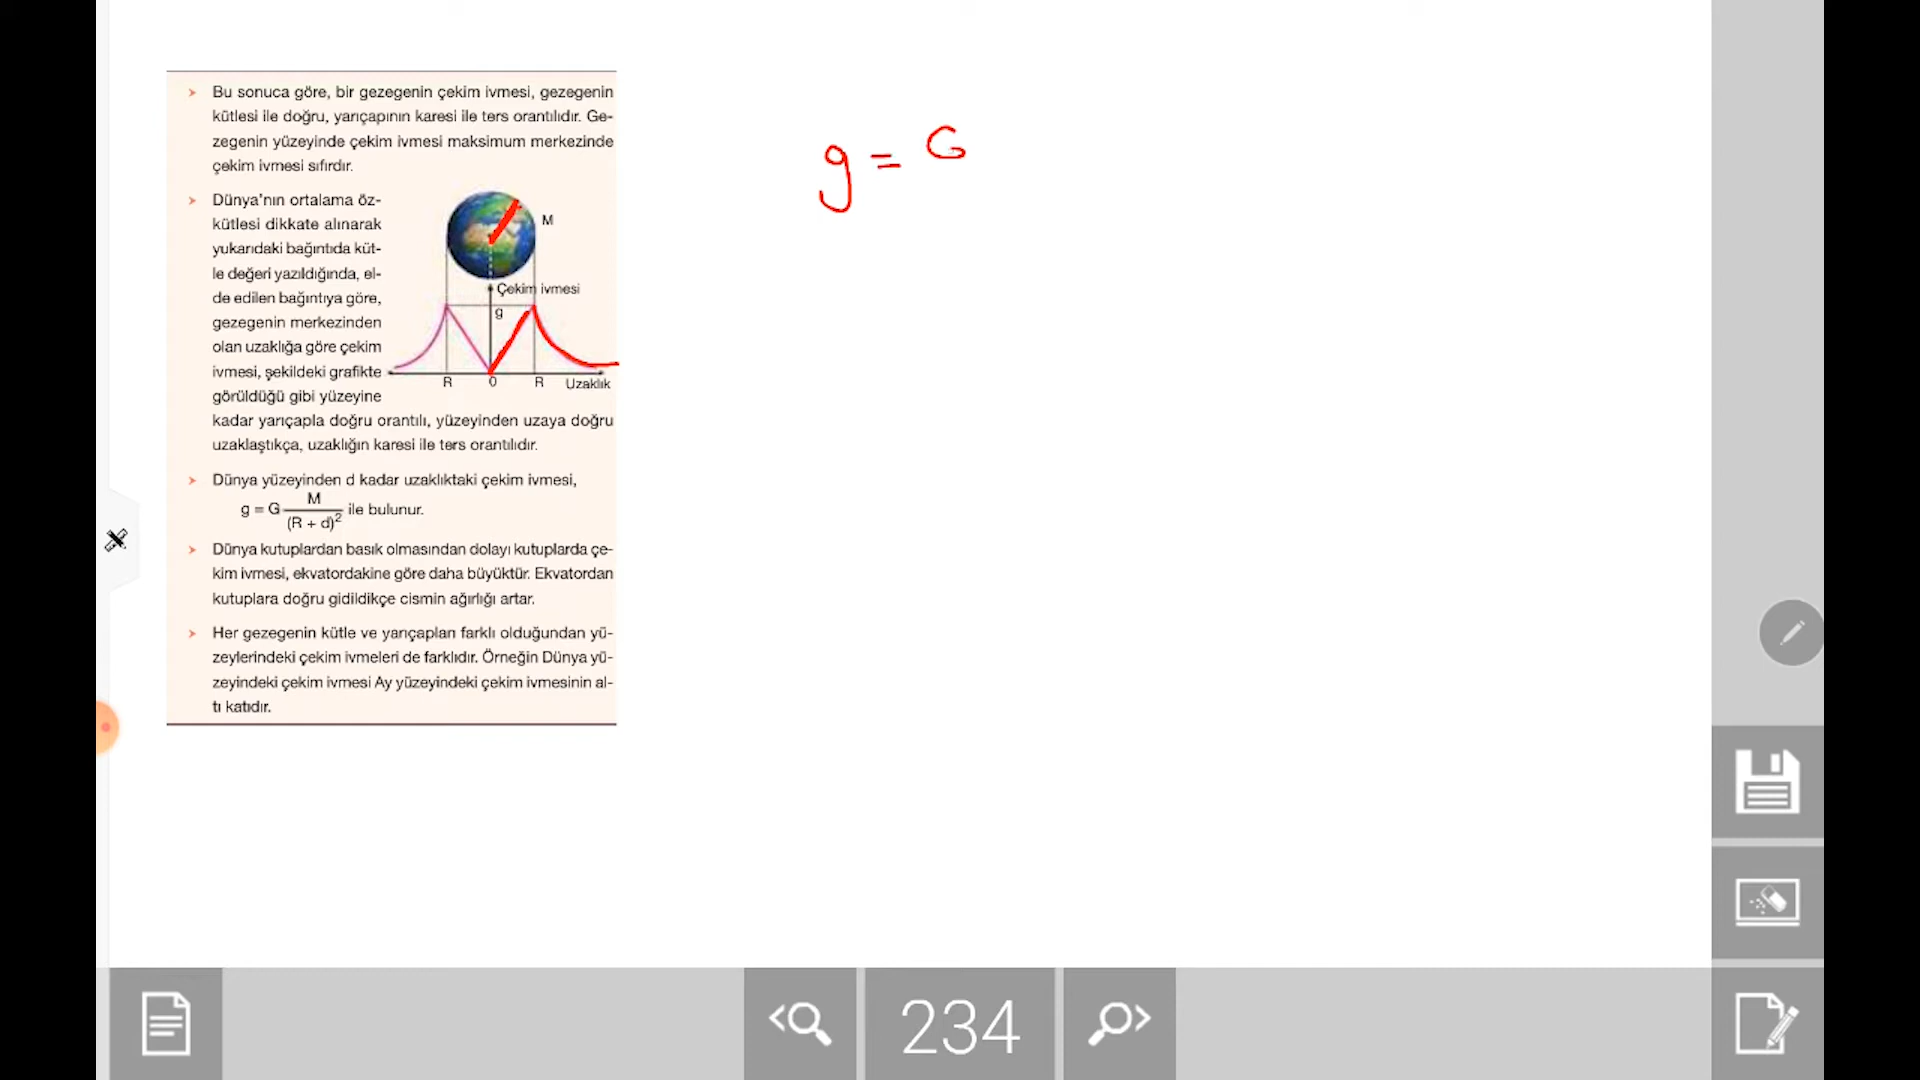 Bu sonuca göre, bir gezegenin çekim ivmesi, gezegenin
kütlesi ile doğru, yarıçapının karesi ile ters orantılıdır. Ge-
zegenin yüzeyinde çekim ivmesi maksimum merkezinde
çekim ivmesi sıfırdır.
Dünya'nın ortalama öz-
kütlesi dikkate alınarak
yukarıdaki bağıntıda küt-
le değeri yazıldığında, el-
de edilen bağıntıya göre,
gezegenin merkezinden
olan uzaklığa göre çekim
ivmesi, şekildeki grafikte
görüldüğü gibi yüzeyine
kadar yarıçapla doğru orantılı, yüzeyinden uzaya doğru
uzaklaştıkça, uzaklığın karesi ile ters orantılıdır.
M
Çekim ivmesi
g
R 0 R Uzaklık
Dünya yüzeyinden d kadar uzaklıktaki çekim ivmesi,
g = G M / (R + d)² ile bulunur.
Dünya kutuplardan basık olmasından dolayı kutuplarda çe-
kim ivmesi, ekvatordakine göre daha büyüktür. Ekvatordan
kutuplara doğru gidildikçe cismin ağırlığı artar.
Her gezegenin kütle ve yarıçapları farklı olduğundan yü-
zeylerindeki çekim ivmeleri de farklıdır. Örneğin Dünya yü-
zeyindeki çekim ivmesi Ay yüzeyindeki çekim ivmesinin al-
tı katıdır.
g = G
234